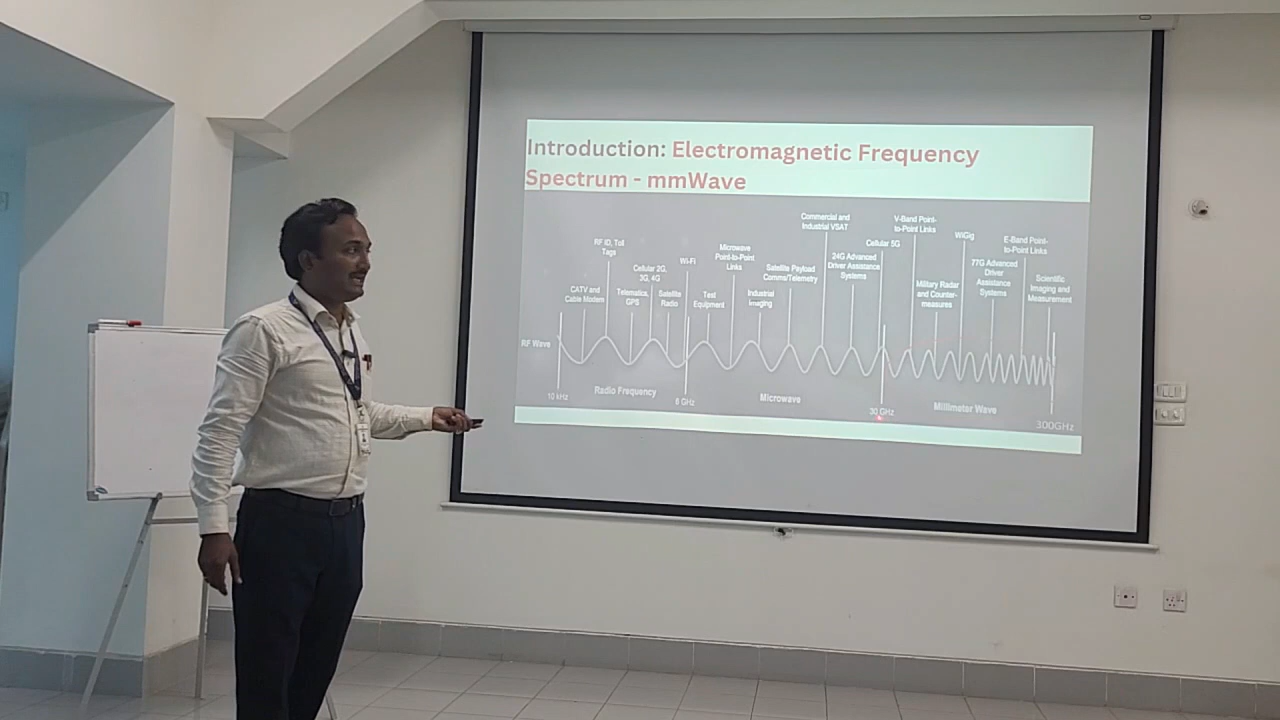 Introduction: Electromagnetic Frequency
Spectrum - mmWave
Commercial and
Industrial VSAT
V-Band Point-
to-Point Links
WiGig
E-Band Point-
to-Point Links
RF ID, Toll
Tags
Cellular 2G,
3G, 4G
Wi-Fi
Microwave
Point-to-Point
Links
Cellular 5G
24G Advanced
Driver Assistance
Systems
Satellite Payload
Comms/Telemetry
77G Advanced
Driver
Assistance
Systems
Scientific
Imaging and
Measurement
CATV and
Cable Modem
Telematics,
GPS
Satellite
Radio
Test
Equipment
Industrial
Imaging
Military Radar
and Counter-
measures
RF Wave
Radio Frequency
Microwave
Millimeter Wave
10 kHz
6 GHz
30 GHz
300GHz